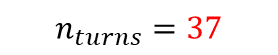 n_turns = 37